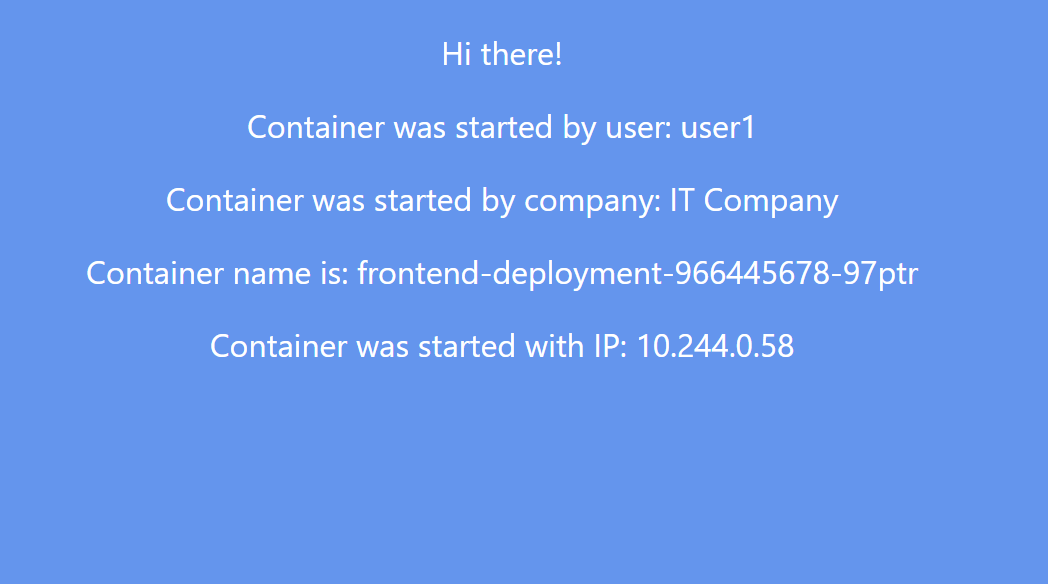 Hi there!
Container was started by user: user1
Container was started by company: IT Company
Container name is: frontend-deployment-966445678-97ptr
Container was started with IP: 10.244.0.58